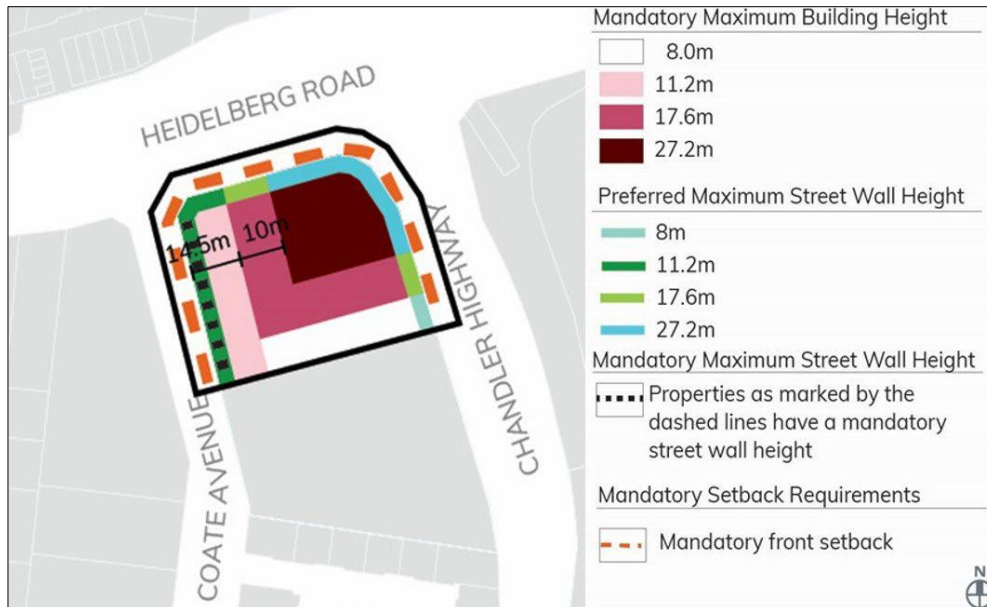 HEIDELBERG ROAD
14.5m
10m
COATE AVENUE
CHANDLER HIGHWAY
Mandatory Maximum Building Height
8.0m
11.2m
17.6m
27.2m
Preferred Maximum Street Wall Height
8m
11.2m
17.6m
27.2m
Mandatory Maximum Street Wall Height
Properties as marked by the
dashed lines have a mandatory
street wall height
Mandatory Setback Requirements
Mandatory front setback
N